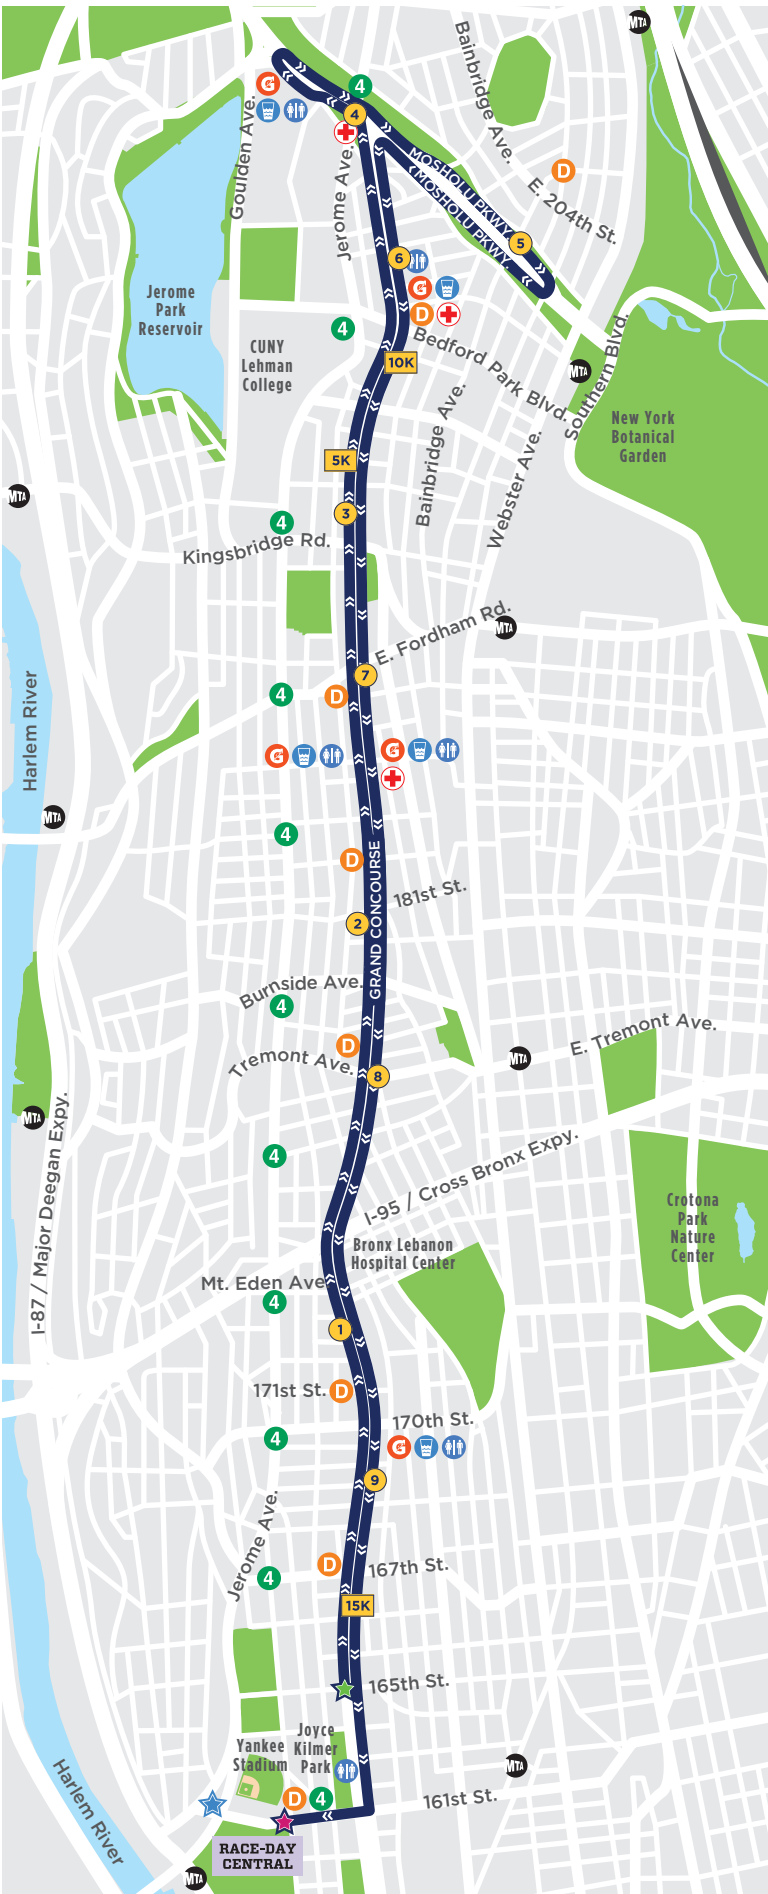 MTA
Bainbridge Ave.
4
G
4
Goulden Ave.
Jerome Ave.
MOSHOLU PKWY.
MOSHOLU PKWY.
D
E. 204th St.
5
6
G
D
Jerome
Park
Reservoir
4
CUNY
Lehman
College
10K
Bedford Park Blvd.
MTA
Southern Blvd.
Bainbridge Ave.
Webster Ave.
New York
Botanical
Garden
5K
MTA
3
4
Kingsbridge Rd.
E. Fordham Rd.
MTA
7
4
D
Harlem River
G
G
MTA
4
D
GRAND CONCOURSE
181st St.
2
Burnside Ave.
4
D
Tremont Ave.
8
MTA
E. Tremont Ave.
MTA
I-87 / Major Deegan Expy.
4
I-95 / Cross Bronx Expy.
Crotona
Park
Nature
Center
Bronx Lebanon
Hospital Center
Mt. Eden Ave
4
1
171st St.
D
170th St.
4
G
9
Jerome Ave.
D
167th St.
4
15K
165th St.
Joyce
Kilmer
Park
Yankee
Stadium
MTA
D
4
161st St.
Harlem River
RACE-DAY
CENTRAL
MTA